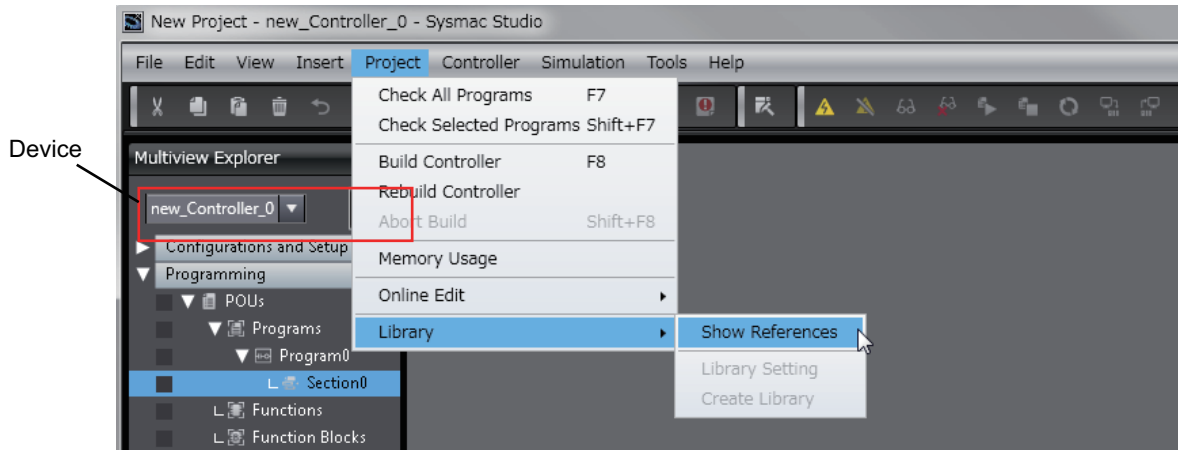 New Project - new_Controller_0 - Sysmac Studio
File Edit View Insert Project Controller Simulation Tools Help
Check All Programs F7
Check Selected Programs Shift+F7
Device
Multiview Explorer
Build Controller F8
new_Controller_0
Rebuild Controller
Abort Build Shift+F8
Configurations and Setup
Memory Usage
Programming
POUs
Online Edit
Programs
Library
Show References
Program0
Library Setting
Section0
Create Library
Functions
Function Blocks